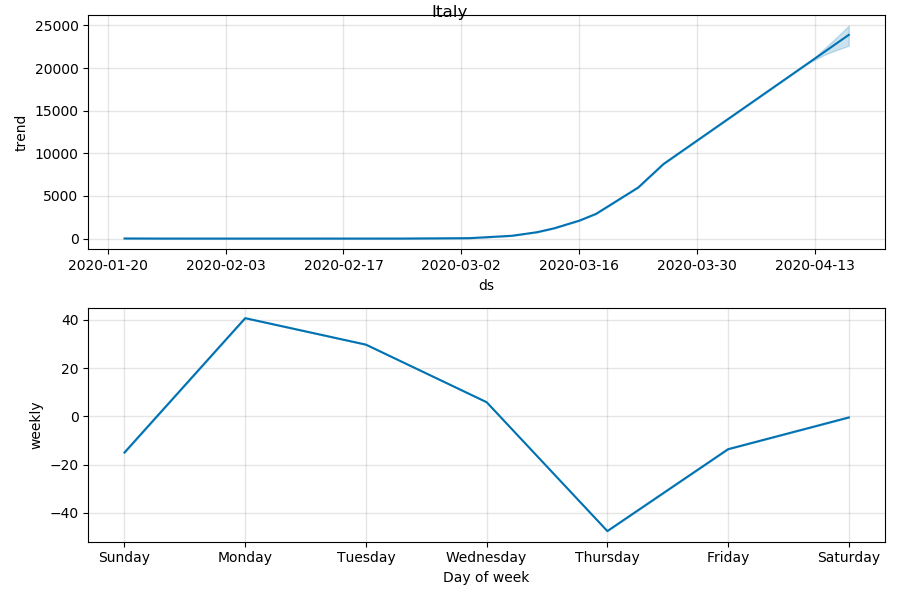 Italy
25000
20000
15000
10000
5000
0
trend
2020-01-20 2020-02-03 2020-02-17 2020-03-02 2020-03-16 2020-03-30 2020-04-13
ds
40
20
0
−20
−40
weekly
Sunday Monday Tuesday Wednesday Thursday Friday Saturday
Day of week